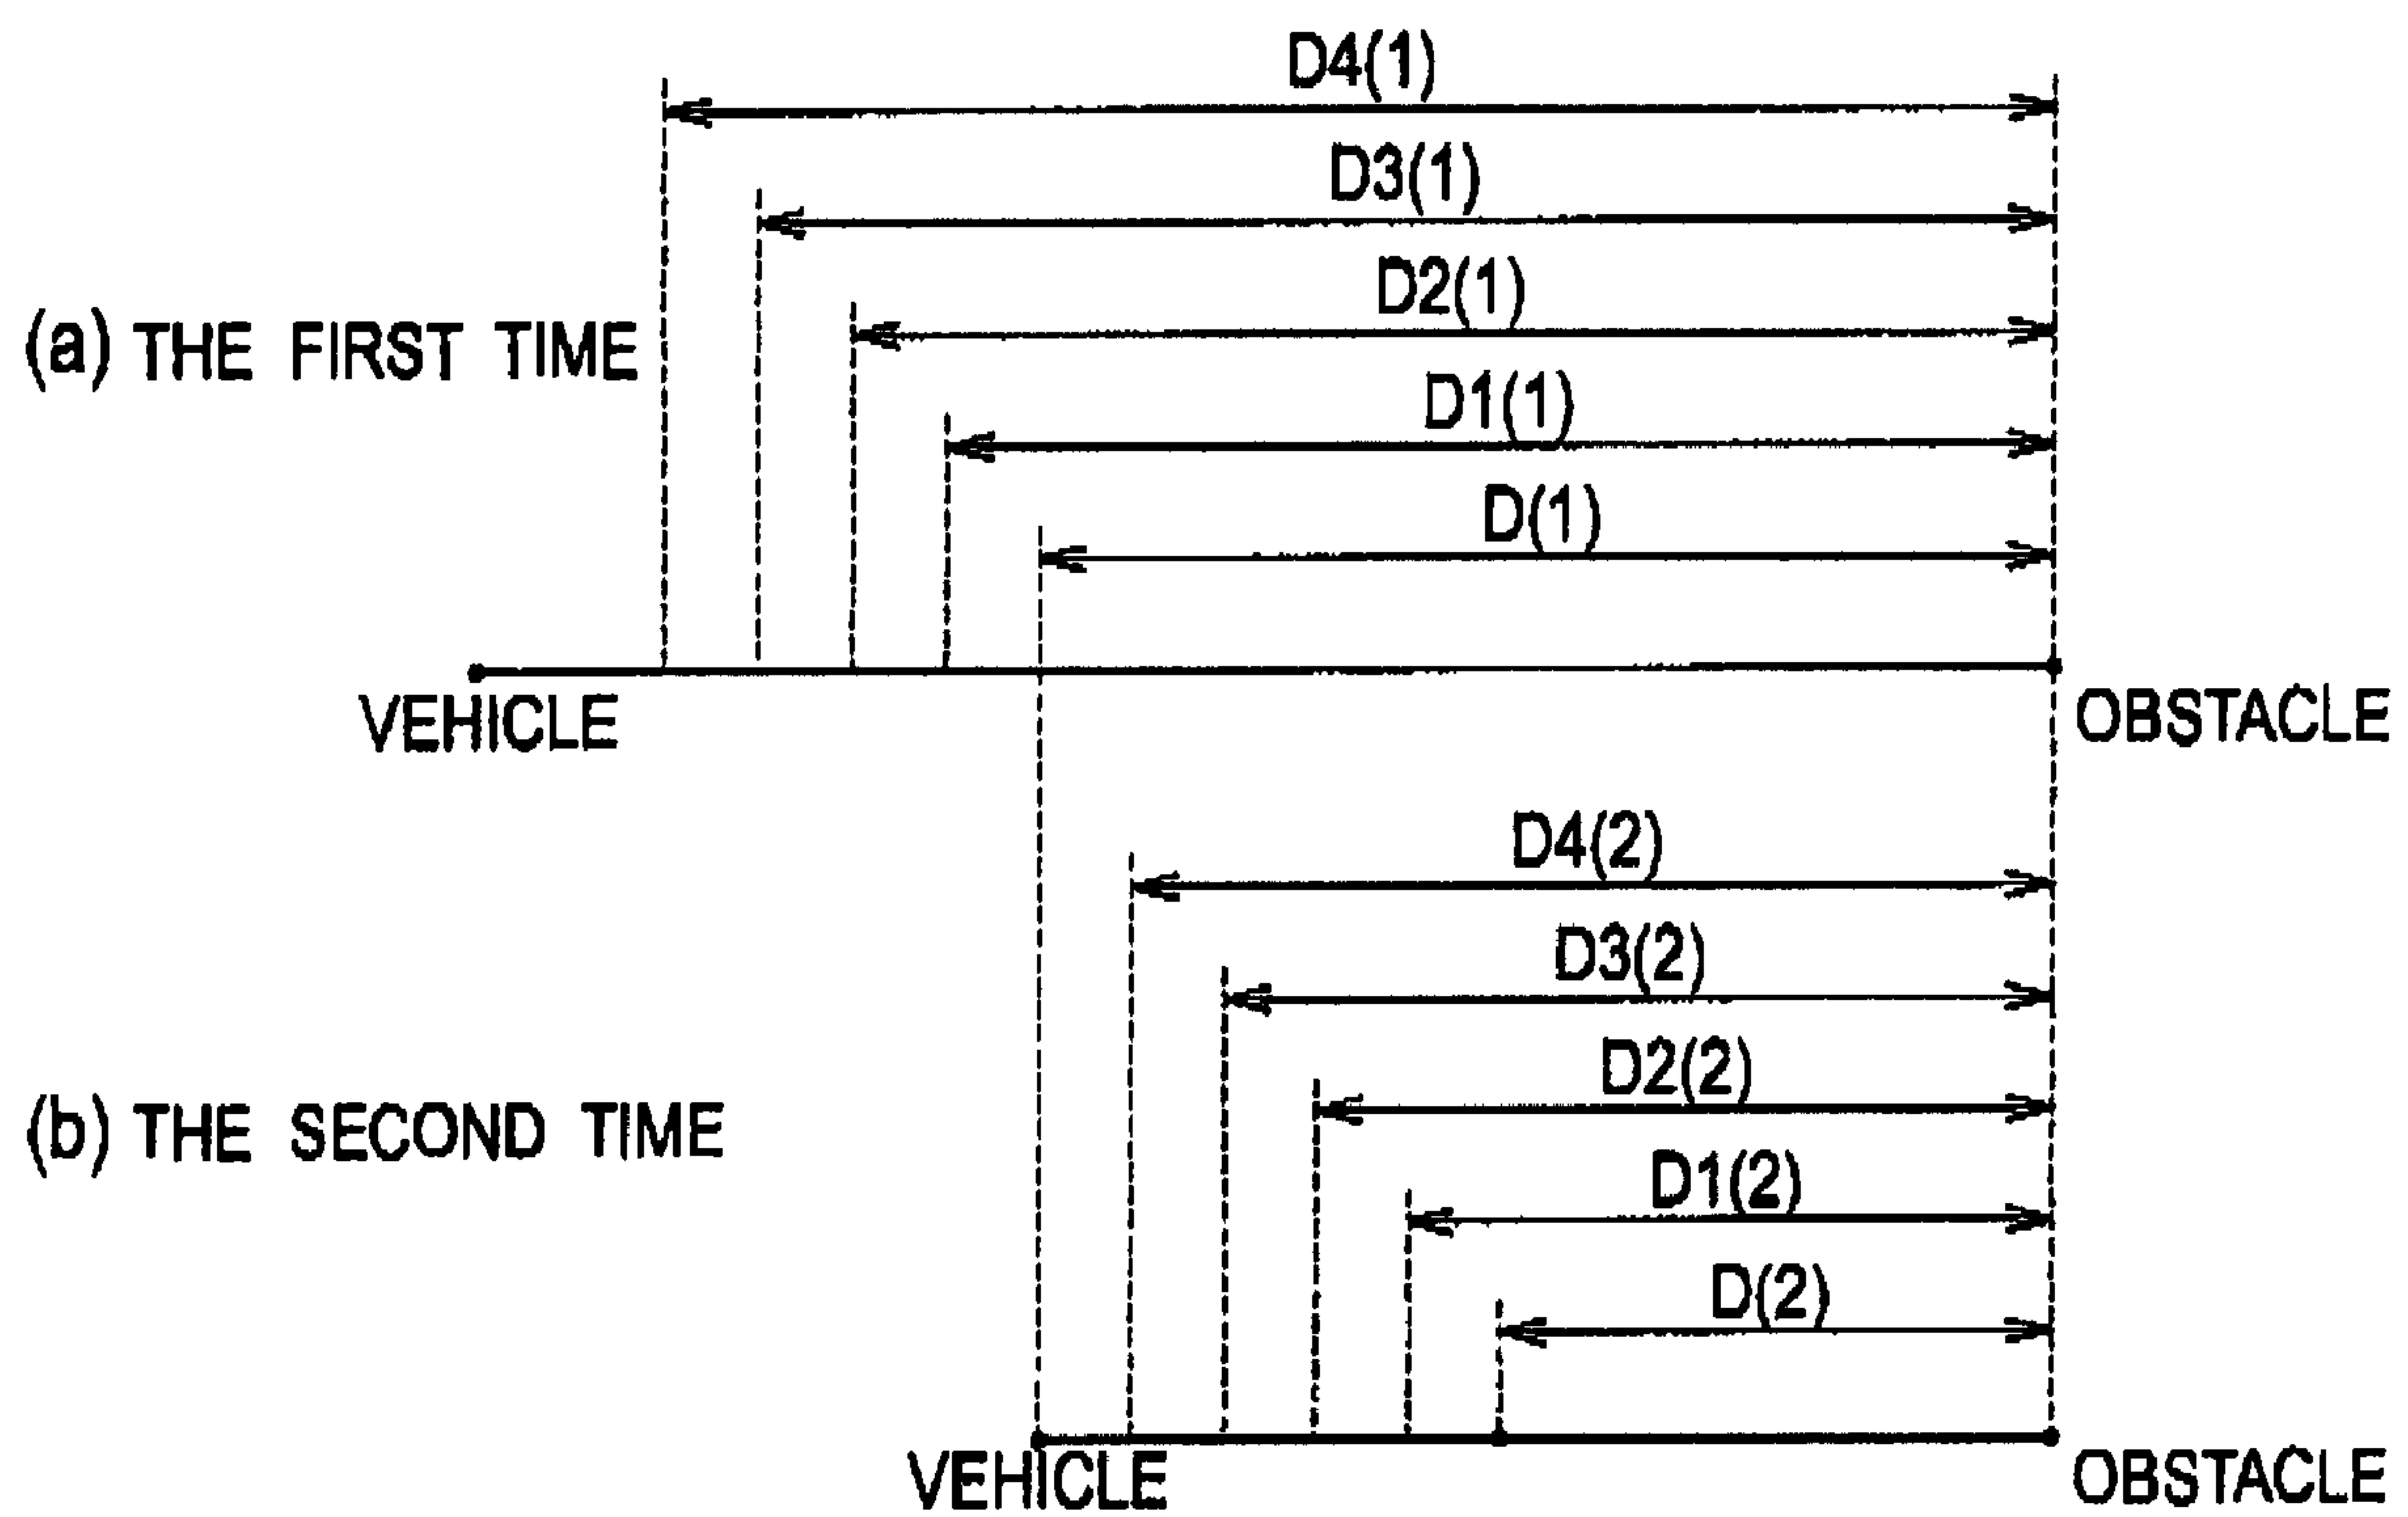 D4(1)
D3(1)
D2(1)
(a) THE FIRST TIME
D1(1)
D(1)
VEHICLE
OBSTACLE
D4(2)
D3(2)
D2(2)
(b) THE SECOND TIME
D1(2)
D(2)
VEHICLE
OBSTACLE